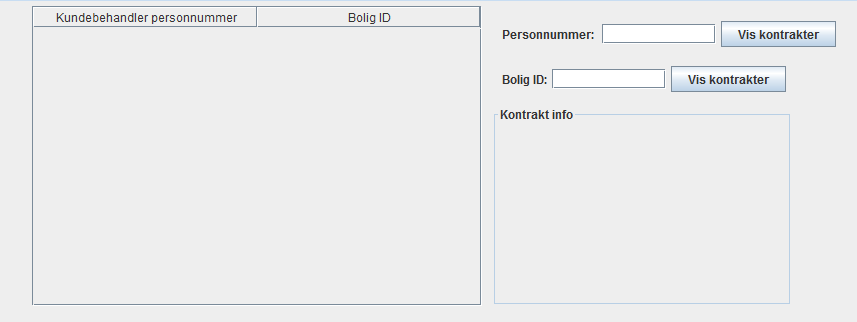 Kundebehandler personnummer
Bolig ID
Personnummer:
Vis kontrakter
Bolig ID:
Vis kontrakter
Kontrakt info